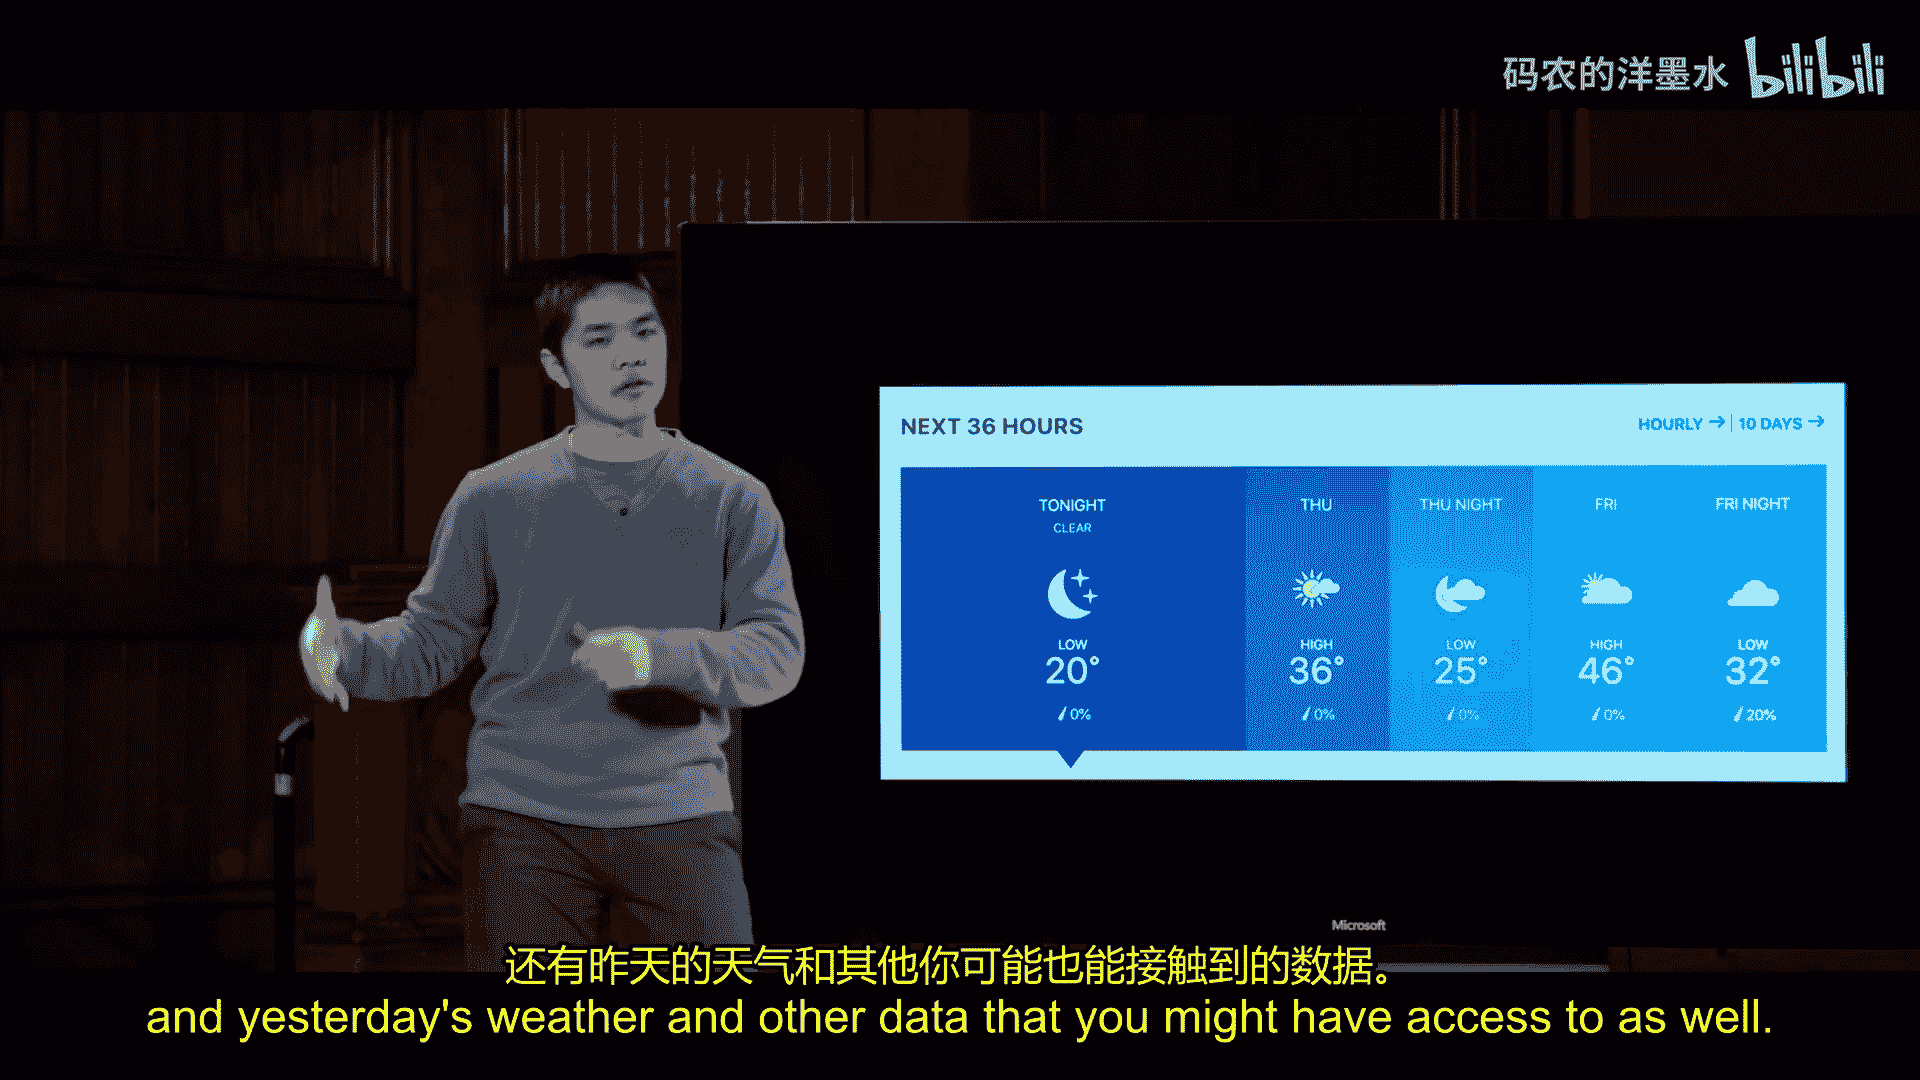 码农的洋墨水 bilibili
NEXT 36 HOURS
HOURLY → | 10 DAYS →
TONIGHT THU THU NIGHT FRI FRI NIGHT
CLEAR
LOW HIGH LOW HIGH LOW
20° 36° 25° 46° 32°
0% 0% 0% 0% 20%
Microsoft
还有昨天的天气和其他你可能也能接触到的数据。
and yesterday's weather and other data that you might have access to as well.